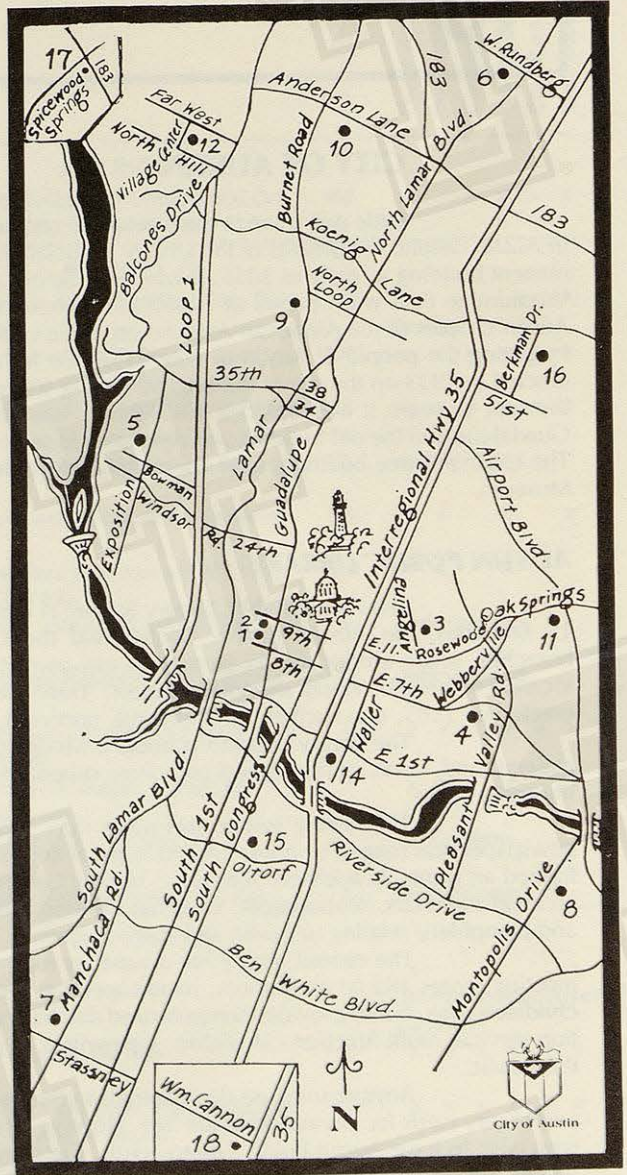 17
183
Spicewood
Springs
183
W. Rundberg
6
Far West
North
Hill
Village Center
12
Anderson Lane
10
Burnet Road
North Lamar Blvd.
183
Balcones Drive
Koenig
Lane
North
Loop
9
LOOP 1
Berkman Dr.
16
35th
38
34
51st
5
Lamar
Guadalupe
Interregional Hwy 35
Airport Blvd.
Bowman
Windsor
Rd.
24th
Exposition
2
1
9th
8th
Angelina
3
E. 11.
Rosewood
Oak Springs
11
Webberville
E. 7th
4
Waller
E 1st
Pleasant
Valley Rd.
14
South Lamar Blvd.
South 1st
South Congress
15
Oltorf
Riverside Drive
8
Manchaca Rd.
Montopolis Drive
Ben
White Blvd.
7
Stassney
Wm. Cannon
35
18
N
City of Austin